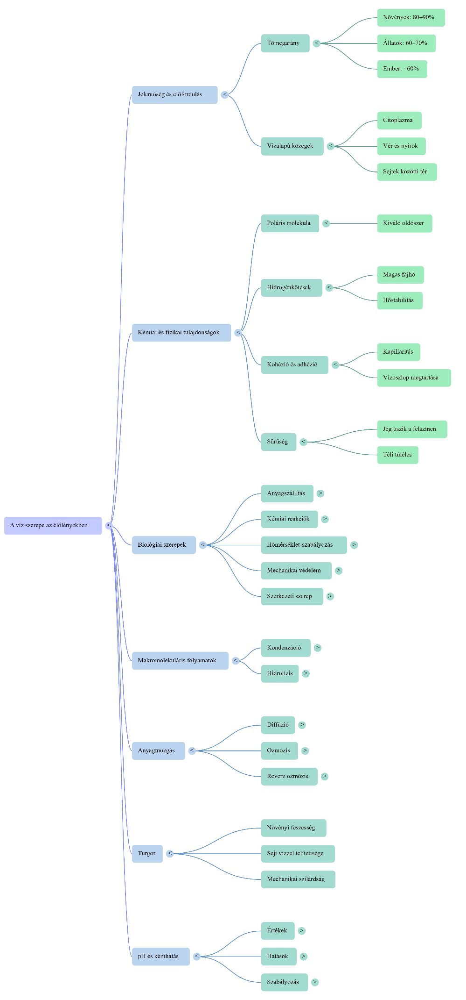 A víz szerepe az élőlényekben
Jelentőség és előfordulás
Tömegarány
Növények: 80–90%
Állatok: 60–70%
Ember: ~60%
Vízalapú közegek
Citoplazma
Vér és nyirok
Sejtek közötti tér
Kémiai és fizikai tulajdonságok
Poláris molekula
Kiváló oldószer
Hidrogénkötések
Magas fajhő
Hőstabilitás
Kohézió és adhézió
Kapillaritás
Vízoszlop megtartása
Sűrűség
Jég úszik a felszínen
Téli túlélés
Biológiai szerepek
Anyagszállítás
Kémiai reakciók
Hőmérséklet-szabályozás
Mechanikai védelem
Szerkezeti szerep
Makromolekuláris folyamatok
Kondenzáció
Hidrolízis
Anyagmozgás
Diffúzió
Ozmózis
Reverz ozmózis
Turgor
Növényi feszesség
Sejt vízzel telítettsége
Mechanikai szilárdság
pH és kémhatás
Értékek
Hatások
Szabályozás